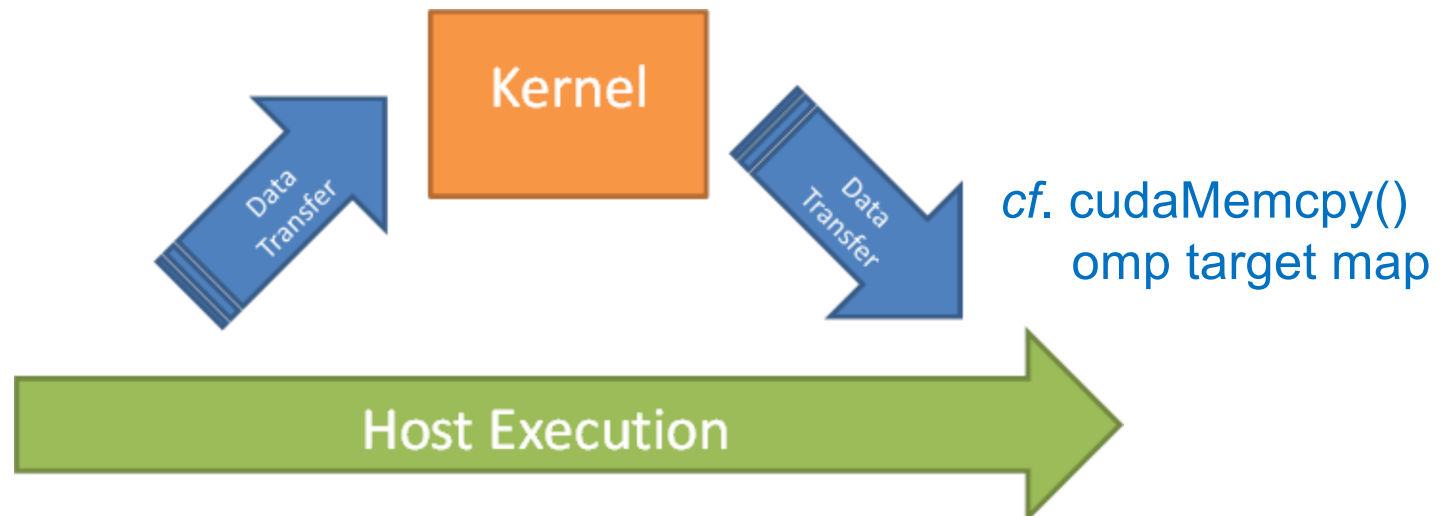 Kernel
Data
Transfer
Data
Transfer
cf. cudaMemcpy()
omp target map
Host Execution